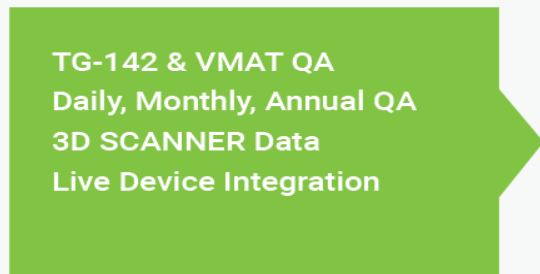 TG-142 & VMAT QA
Daily, Monthly, Annual QA
3D SCANNER Data
Live Device Integration